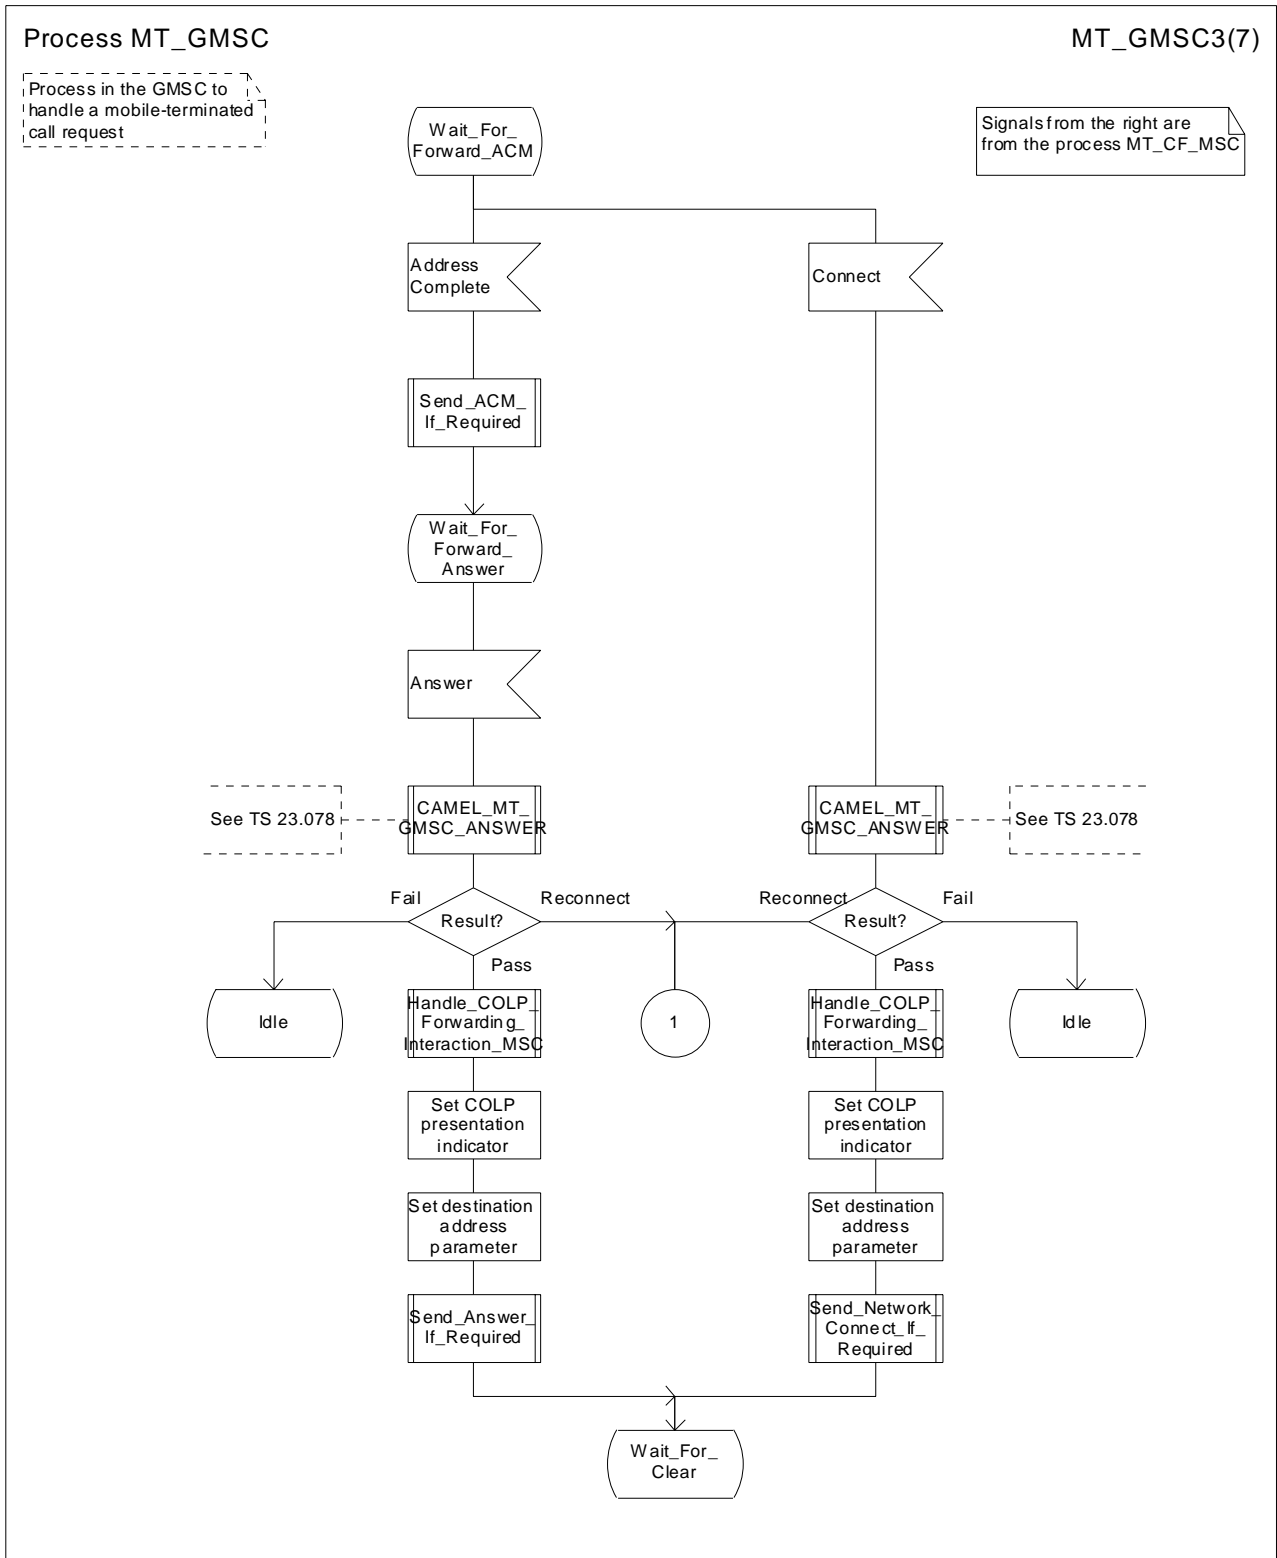 Process MT_GMSC
MT_GMSC3(7)
Process in the GMSC to
handle a mobile-terminated
call request
Signals from the right are
from the process MT_CF_MSC
Wait_For_
Forward_ACM
Address
Complete
Connect
Send_ACM_
If_Required
Wait_For_
Forward_
Answer
Answer
See TS 23.078
CAMEL_MT_
GMSC_ANSWER
CAMEL_MT_
GMSC_ANSWER
See TS 23.078
Fail
Result?
Reconnect
Reconnect
Result?
Fail
Pass
Pass
Idle
Handle_COLP_
Forwarding_
Interaction_MSC
1
Handle_COLP_
Forwarding_
Interaction_MSC
Idle
Set COLP
presentation
indicator
Set COLP
presentation
indicator
Set destination
address
parameter
Set destination
address
parameter
Send_Answer_
If_Required
Send_Network_
Connect_If_
Required
Wait_For_
Clear